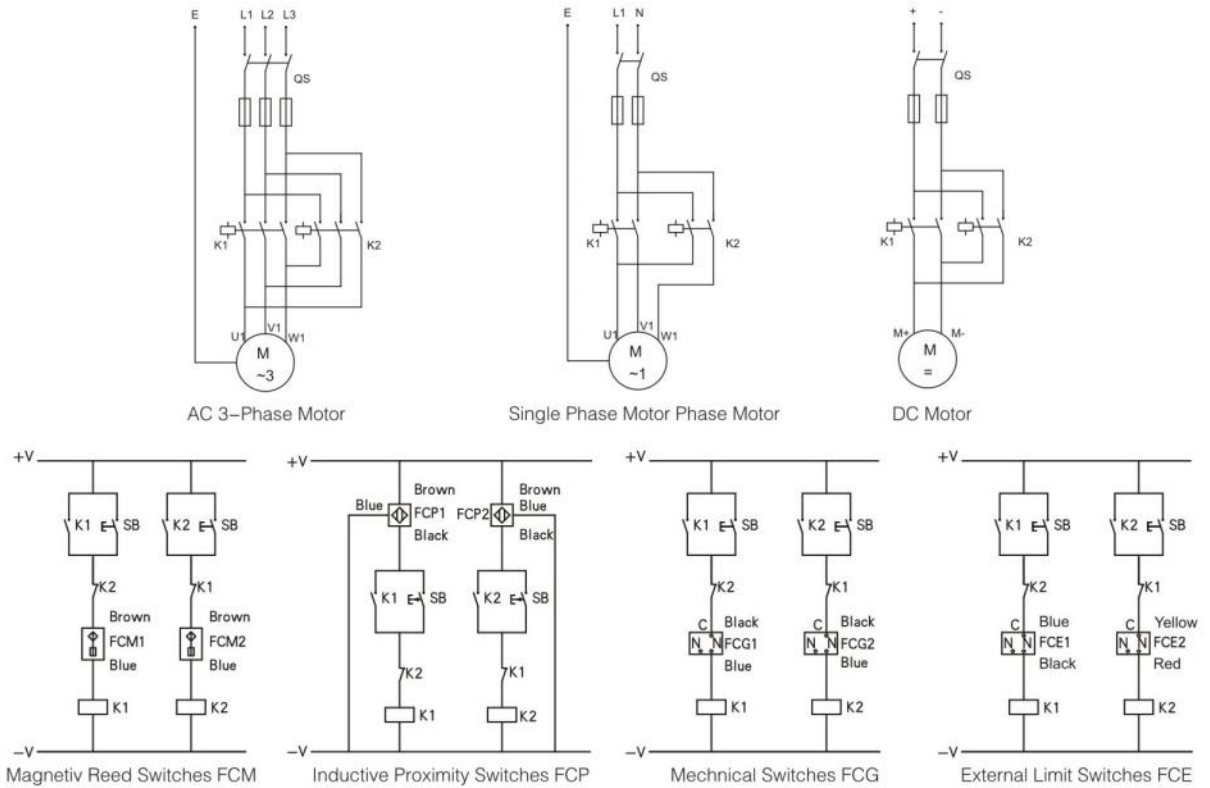 E L1 L2 L3
QS
K1 K2
U1 V1 W1
M
~3
AC 3-Phase Motor
E L1 N
QS
K1 K2
U1 V1 W1
M
~1
Single Phase Motor Phase Motor
+ -
QS
K1 K2
M+ M-
M
=
DC Motor
+V
K1 SB K2 SB
K2 K1
Brown Brown
FCM1 FCM2
Blue Blue
K1 K2
-V
Magnetiv Reed Switches FCM
+V
Brown Brown
Blue FCP1 FCP2 Blue
Black Black
K1 SB K2 SB
K2 K1
K1 K2
-V
Inductive Proximity Switches FCP
+V
K1 SB K2 SB
K2 K1
C Black C Black
N N FCG1 N N FCG2
Blue Blue
K1 K2
-V
Mechnical Switches FCG
+V
K1 SB K2 SB
K2 K1
C Blue C Yellow
N N FCE1 N N FCE2
Black Red
K1 K2
-V
External Limit Switches FCE